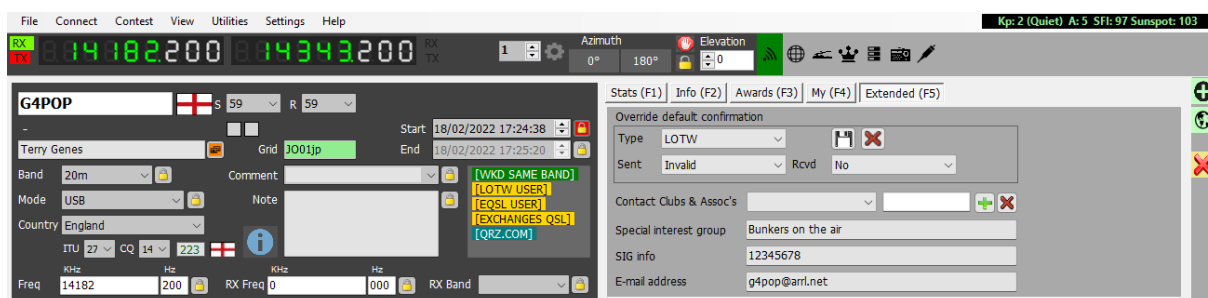 File Connect Contest View Utilities Settings Help
Kp: 2 (Quiet) A: 5 SFI: 97 Sunspot: 103
RX
TX
14182.200
14343.200
RX
TX
1
Azimuth
0° 180°
Elevation
0
G4POP
S 59 R 59
-
Start 18/02/2022 17:24:38
Terry Genes
Grid JO01jp
End 18/02/2022 17:25:20
Band 20m
Comment
Mode USB
Note
Country England
ITU 27 CQ 14 223
[WKD SAME BAND]
[LOTW USER]
[EQSL USER]
[EXCHANGES QSL]
[QRZ.COM]
KHz Hz KHz Hz
Freq 14182 200 RX Freq 0 000 RX Band
Stats (F1) Info (F2) Awards (F3) My (F4) Extended (F5)
Override default confirmation
Type LOTW
Sent Invalid Rcvd No
Contact Clubs & Assoc's
Special interest group Bunkers on the air
SIG info 12345678
E-mail address g4pop@arrl.net